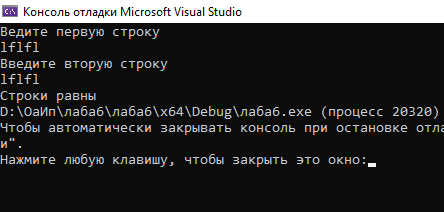 Консоль отладки Microsoft Visual Studio
Ведите первую строку
lflfl
Введите вторую строку
lflfl
Строки равны
D:\ОаИп\лаба6\лаба6\x64\Debug\лаба6.exe (процесс 20320)
Чтобы автоматически закрывать консоль при остановке отла
и".
Нажмите любую клавишу, чтобы закрыть это окно: